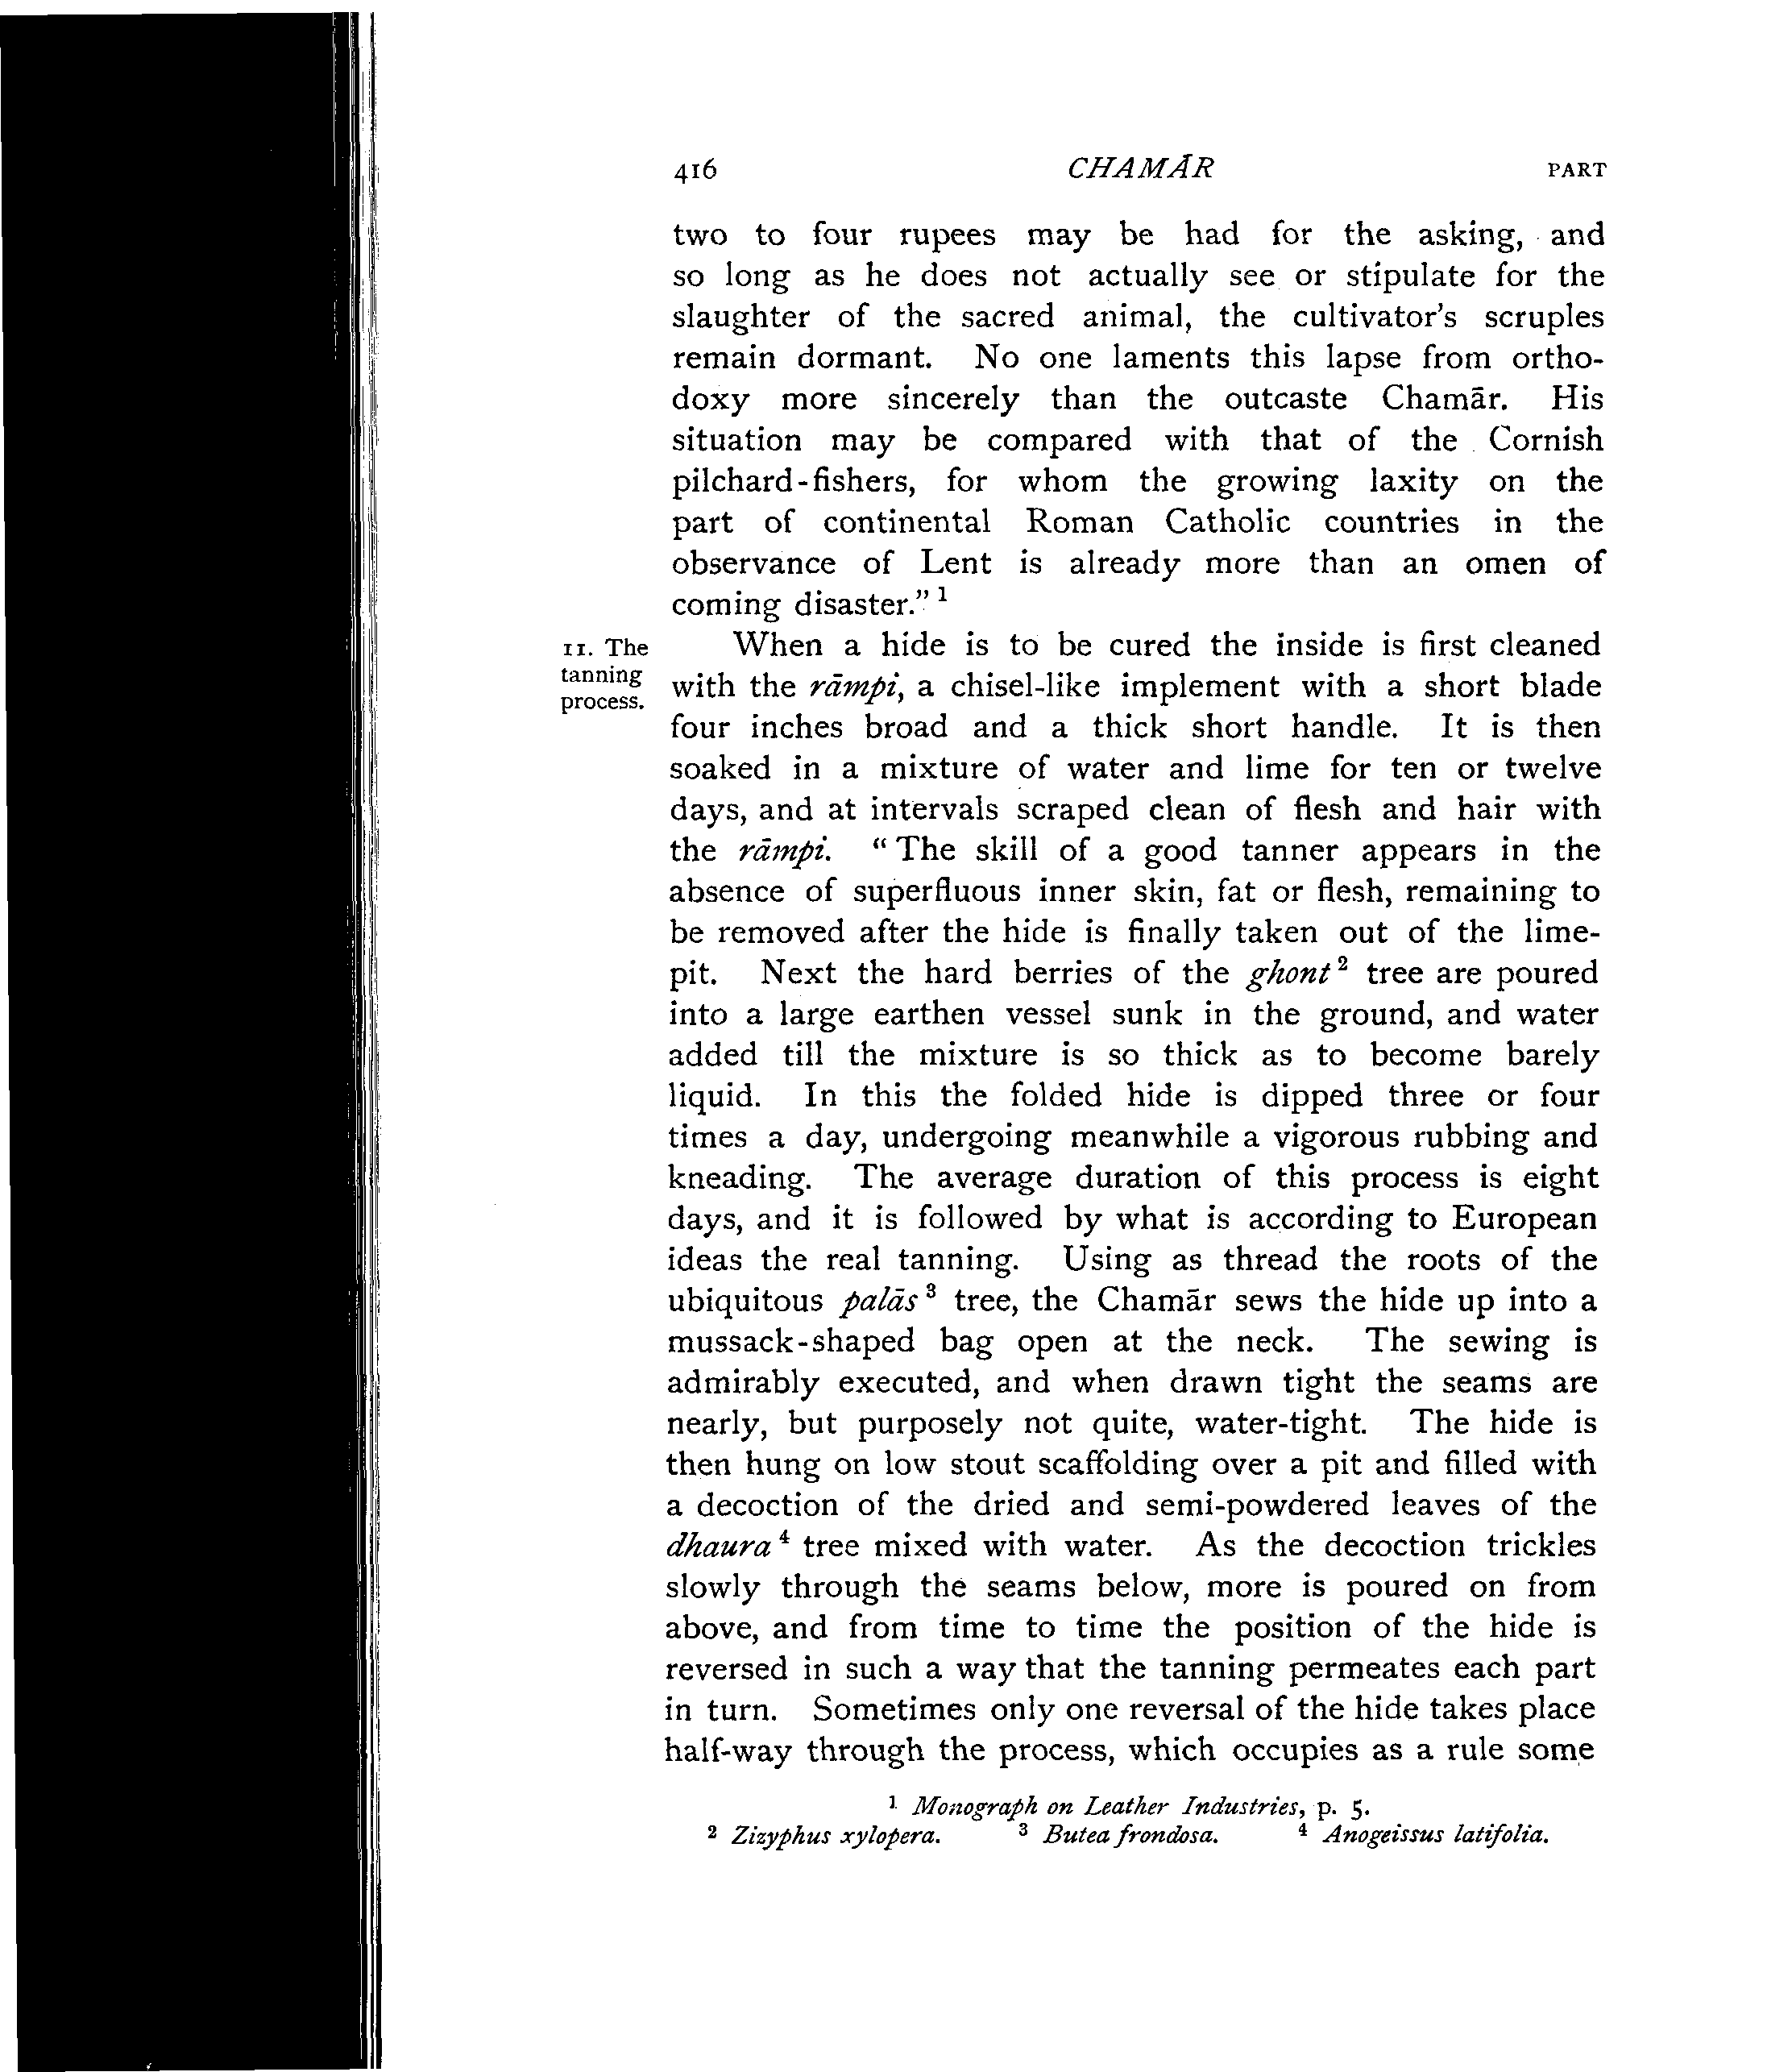 416 CHAMĀR PART
two to four rupees may be had for the asking, and
so long as he does not actually see or stipulate for the
slaughter of the sacred animal, the cultivator's scruples
remain dormant. No one laments this lapse from ortho-
doxy more sincerely than the outcaste Chamār. His
situation may be compared with that of the Cornish
pilchard-fishers, for whom the growing laxity on the
part of continental Roman Catholic countries in the
observance of Lent is already more than an omen of
coming disaster." ¹
11. The
tanning
process.
When a hide is to be cured the inside is first cleaned
with the rāmpi, a chisel-like implement with a short blade
four inches broad and a thick short handle. It is then
soaked in a mixture of water and lime for ten or twelve
days, and at intervals scraped clean of flesh and hair with
the rāmpi. "The skill of a good tanner appears in the
absence of superfluous inner skin, fat or flesh, remaining to
be removed after the hide is finally taken out of the lime-
pit. Next the hard berries of the ghont ² tree are poured
into a large earthen vessel sunk in the ground, and water
added till the mixture is so thick as to become barely
liquid. In this the folded hide is dipped three or four
times a day, undergoing meanwhile a vigorous rubbing and
kneading. The average duration of this process is eight
days, and it is followed by what is according to European
ideas the real tanning. Using as thread the roots of the
ubiquitous palās ³ tree, the Chamār sews the hide up into a
mussack-shaped bag open at the neck. The sewing is
admirably executed, and when drawn tight the seams are
nearly, but purposely not quite, water-tight. The hide is
then hung on low stout scaffolding over a pit and filled with
a decoction of the dried and semi-powdered leaves of the
dhaura ⁴ tree mixed with water. As the decoction trickles
slowly through the seams below, more is poured on from
above, and from time to time the position of the hide is
reversed in such a way that the tanning permeates each part
in turn. Sometimes only one reversal of the hide takes place
half-way through the process, which occupies as a rule some
¹ Monograph on Leather Industries, p. 5.
² Zizyphus xylopera. ³ Butea frondosa. ⁴ Anogeissus latifolia.